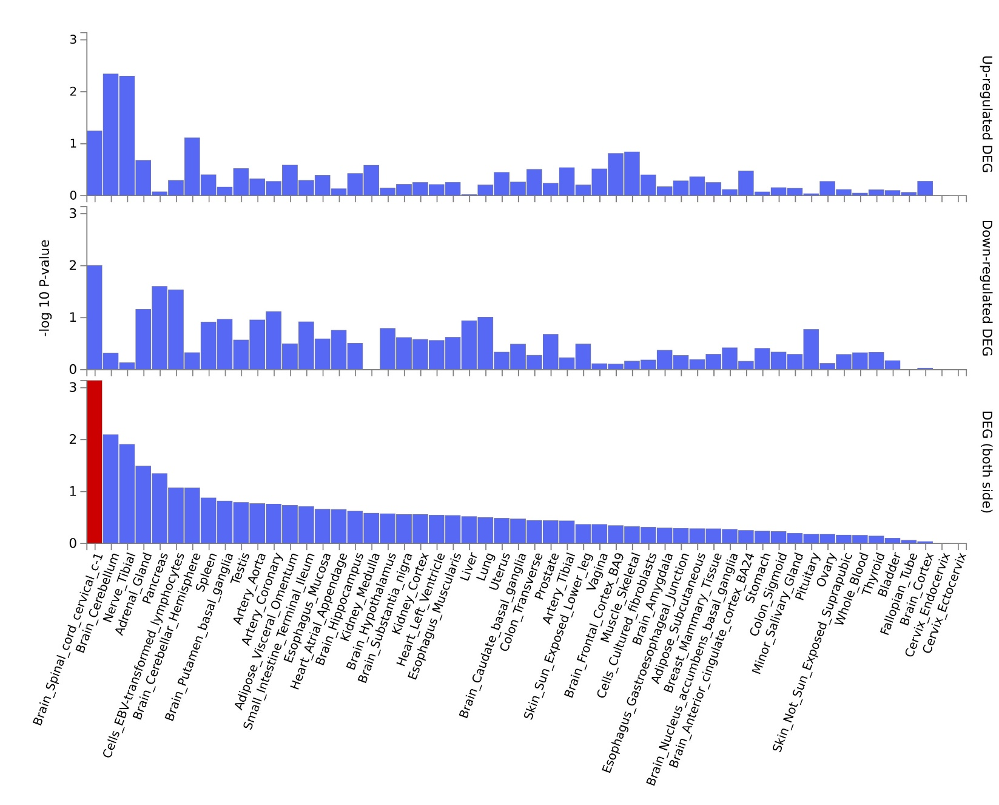 3
2
1
0
Up-regulated DEG
3
2
1
0
Down-regulated DEG
-log 10 P-value
3
2
1
0
DEG (both side)
Brain_Spinal_cord_cervical_c-1
Brain_Cerebellum
Nerve_Tibial
Adrenal_Gland
Pancreas
Cells_EBV-transformed_lymphocytes
Brain_Cerebellar_Hemisphere
Spleen
Brain_Putamen_basal_ganglia
Testis
Artery_Aorta
Artery_Coronary
Adipose_Visceral_Omentum
Small_Intestine_Terminal_Ileum
Esophagus_Mucosa
Heart_Atrial_Appendage
Brain_Hippocampus
Kidney_Medulla
Brain_Hypothalamus
Brain_Substantia_nigra
Kidney_Cortex
Heart_Left_Ventricle
Esophagus_Muscularis
Liver
Lung
Uterus
Brain_Caudate_basal_ganglia
Colon_Transverse
Prostate
Artery_Tibial
Skin_Sun_Exposed_Lower_leg
Vagina
Brain_Frontal_Cortex_BA9
Muscle_Skeletal
Cells_Cultured_fibroblasts
Brain_Amygdala
Esophagus_Gastroesophageal_Junction
Adipose_Subcutaneous
Breast_Mammary_Tissue
Brain_Nucleus_accumbens_basal_ganglia
Brain_Anterior_cingulate_cortex_BA24
Stomach
Colon_Sigmoid
Minor_Salivary_Gland
Pituitary
Ovary
Skin_Not_Sun_Exposed_Suprapubic
Whole_Blood
Thyroid
Bladder
Fallopian_Tube
Brain_Cortex
Cervix_Endocervix
Cervix_Ectocervix